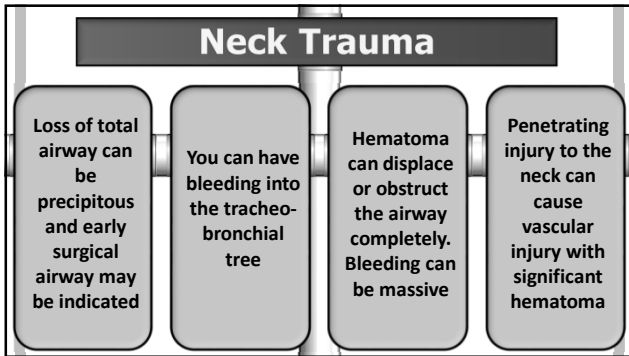 Neck Trauma
Loss of total
airway can
be
precipitous
and early
surgical
airway may
be indicated
You can have
bleeding into
the tracheo-
bronchial
tree
Hematoma
can displace
or obstruct
the airway
completely.
Bleeding can
be massive
Penetrating
injury to the
neck can
cause
vascular
injury with
significant
hematoma